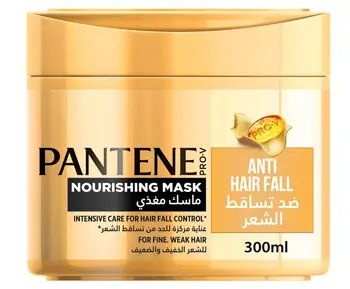 PANTENE
PRO-V
NOURISHING MASK
ماسك مغذي
INTENSIVE CARE FOR HAIR FALL CONTROL*
عناية مركزة للحد من تساقط الشعر*
FOR FINE, WEAK HAIR
للشعر الخفيف والضعيف
PRO-V
ANTI
HAIR FALL
ضد تساقط
الشعر
300ml